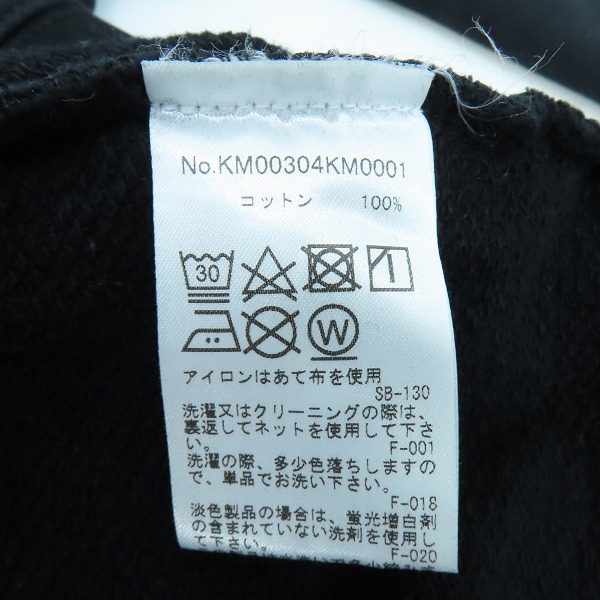 No.KM00304KM0001
コットン 100%
30
W
アイロンはあて布を使用
SB-130
洗濯又はクリーニングの際は、
裏返してネットを使用して下さ
い。 F-001
洗濯の際、多少色落ちしますの
で、単品でお洗い下さい。
F-018
淡色製品の場合は、蛍光増白剤
の含まれていない洗剤を使用し
て F-020